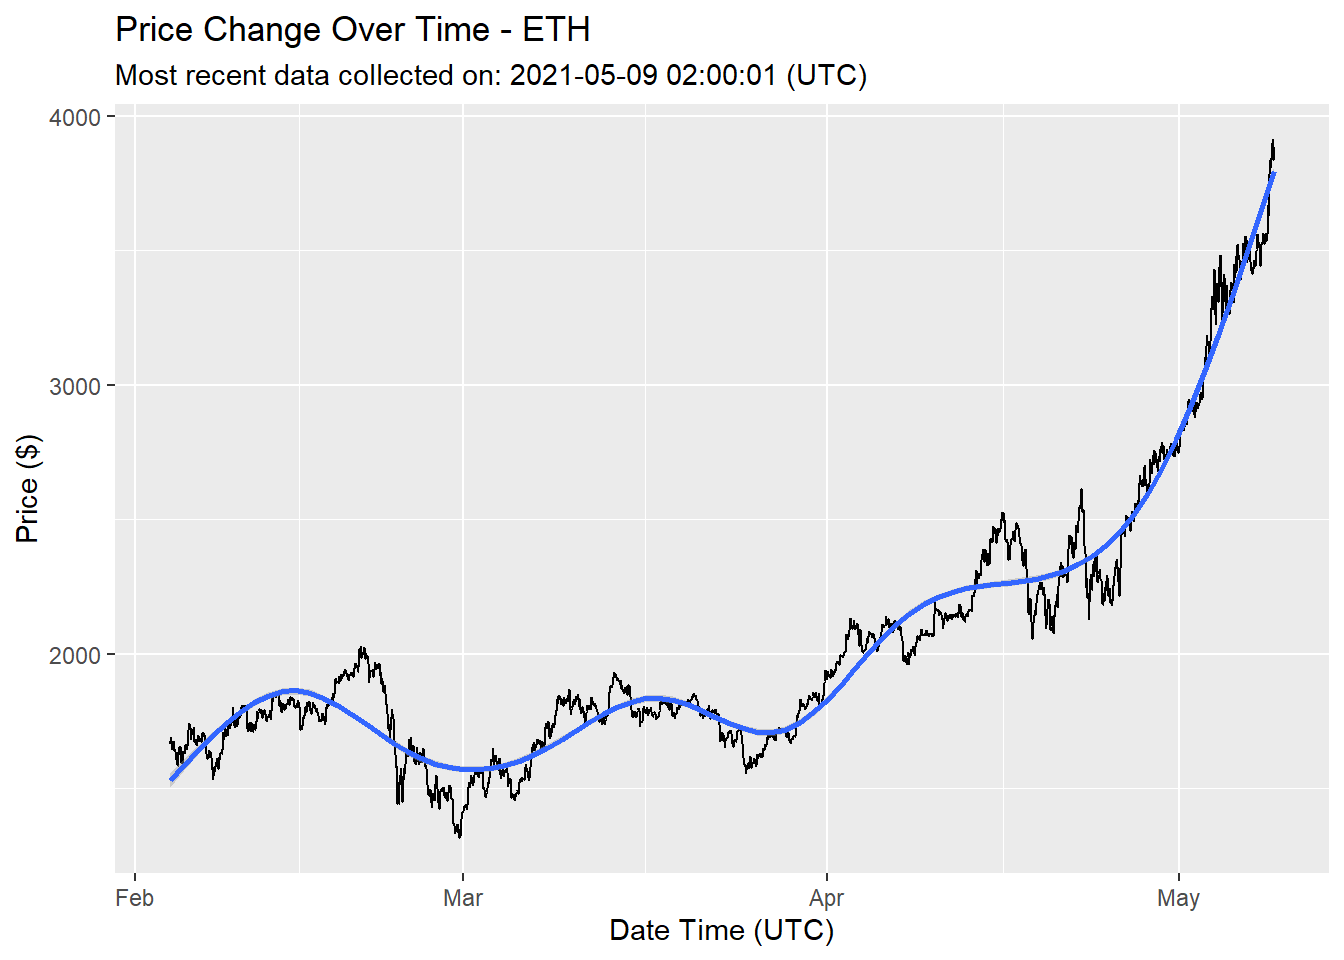 Price Change Over Time - ETH
Most recent data collected on: 2021-05-09 02:00:01 (UTC)
4000
3000
2000
Price ($)
Feb
Mar
Apr
May
Date Time (UTC)